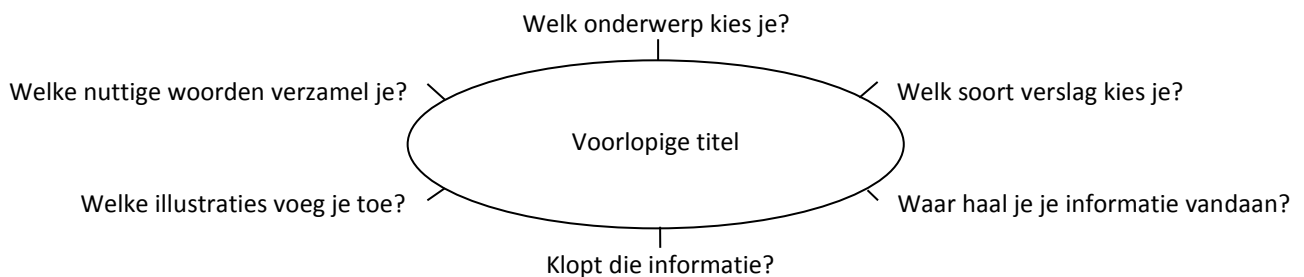 Welk onderwerp kies je?
Welke nuttige woorden verzamel je?
Welk soort verslag kies je?
Voorlopige titel
Welke illustraties voeg je toe?
Waar haal je je informatie vandaan?
Klopt die informatie?